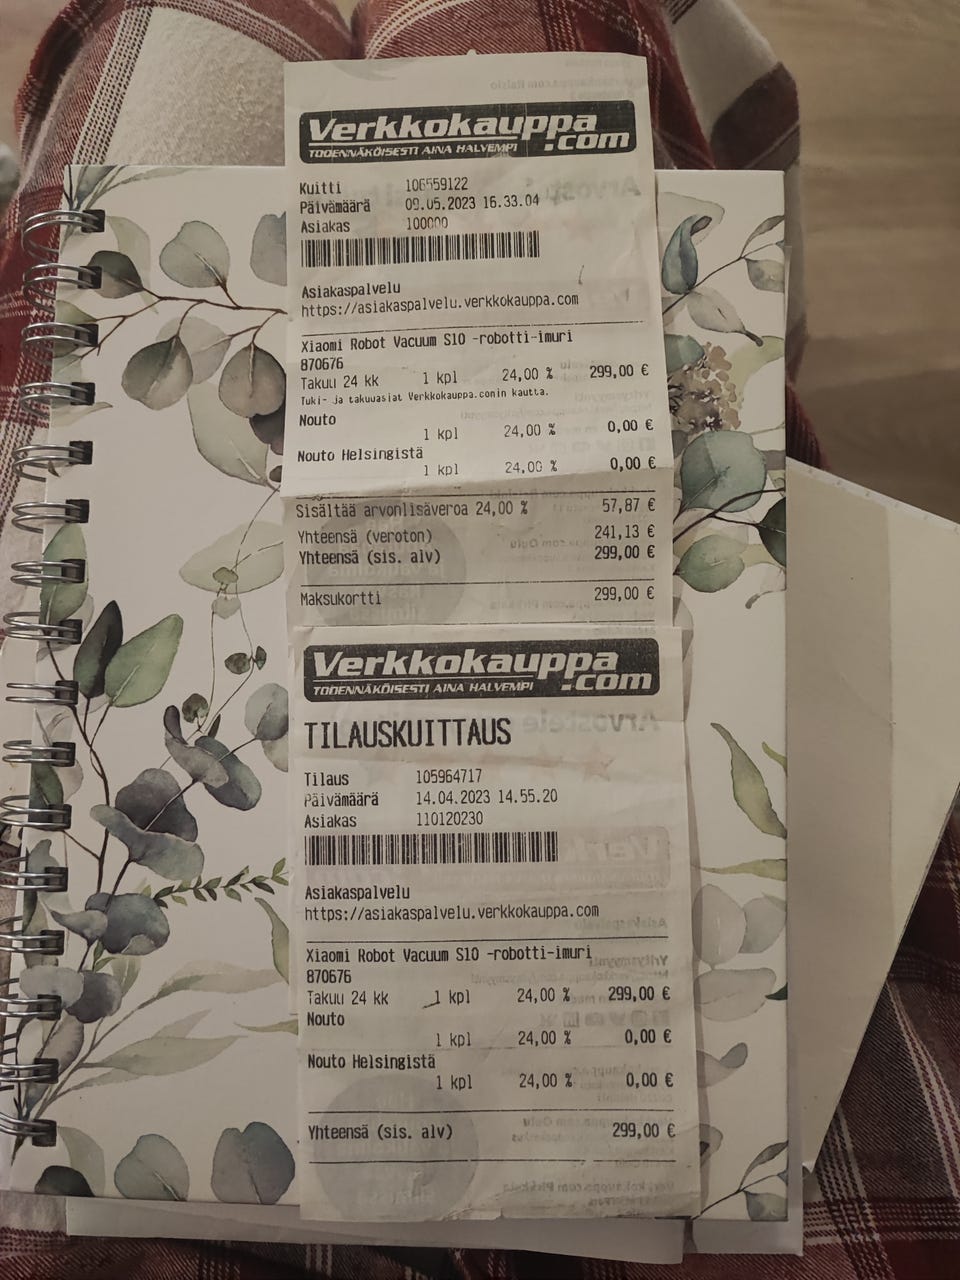 Verkkokauppa
.com
TODENNÄKÖISESTI AINA HALVEMPI
Kuitti 106559122
Päivämäärä 09.05.2023 16.33.04
Asiakas 100000
Asiakaspalvelu
https://asiakaspalvelu.verkkokauppa.com
Xiaomi Robot Vacuum S10 -robotti-imuri
870676
Takuu 24 kk 1 kpl 24,00 % 299,00 €
Tuki- ja takuuasiat Verkkokauppa.comin kautta.
Nouto
1 kpl 24,00 % 0,00 €
Nouto Helsingistä
1 kpl 24,00 % 0,00 €
Sisältää arvonlisäveroa 24,00 % 57,87 €
Yhteensä (veroton) 241,13 €
Yhteensä (sis. alv) 299,00 €
Maksukortti 299,00 €
Verkkokauppa
.com
TODENNÄKÖISESTI AINA HALVEMPI
TILAUSKUITTAUS
Tilaus 105964717
Päivämäärä 14.04.2023 14.55.20
Asiakas 110120230
Asiakaspalvelu
https://asiakaspalvelu.verkkokauppa.com
Xiaomi Robot Vacuum S10 -robotti-imuri
870676
Takuu 24 kk 1 kpl 24,00 % 299,00 €
Nouto
1 kpl 24,00 % 0,00 €
Nouto Helsingistä
1 kpl 24,00 % 0,00 €
Yhteensä (sis. alv) 299,00 €